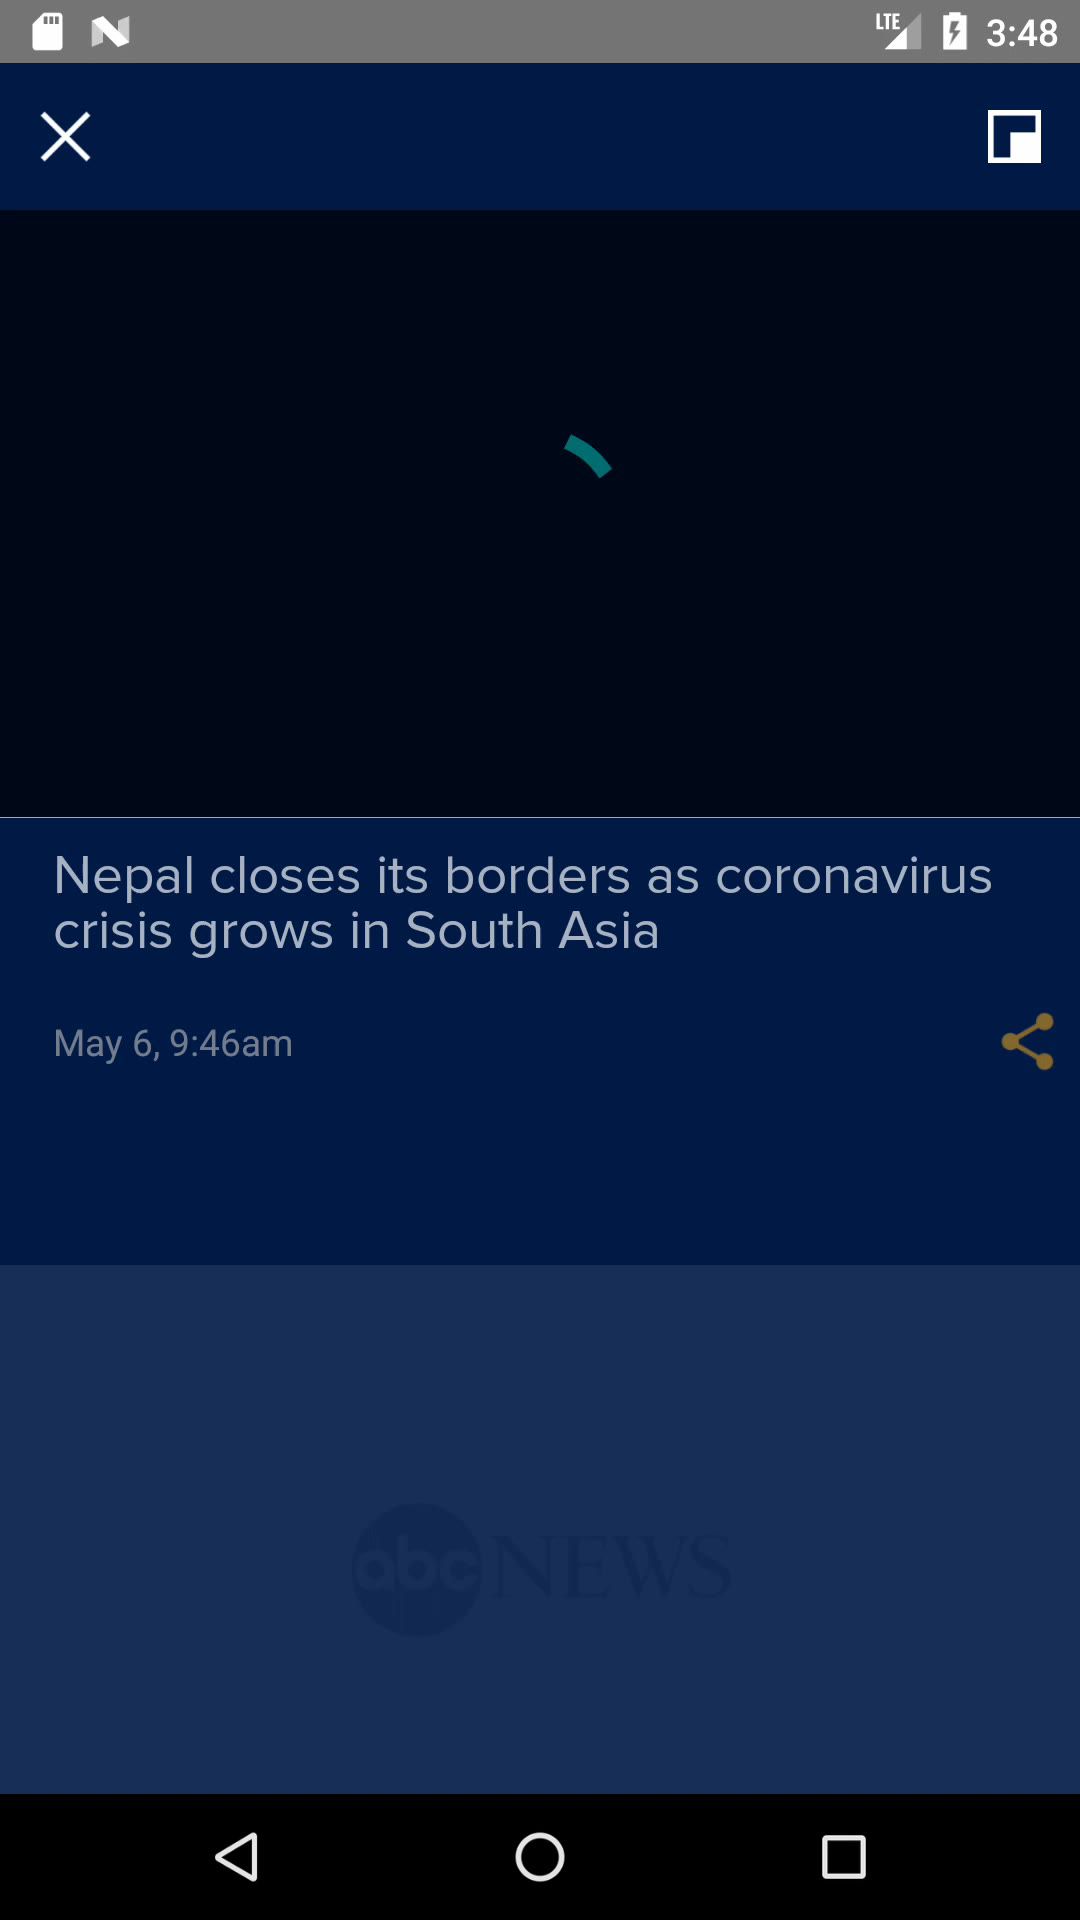 LTE 3:48
Nepal closes its borders as coronavirus
crisis grows in South Asia
May 6, 9:46am
abc NEWS